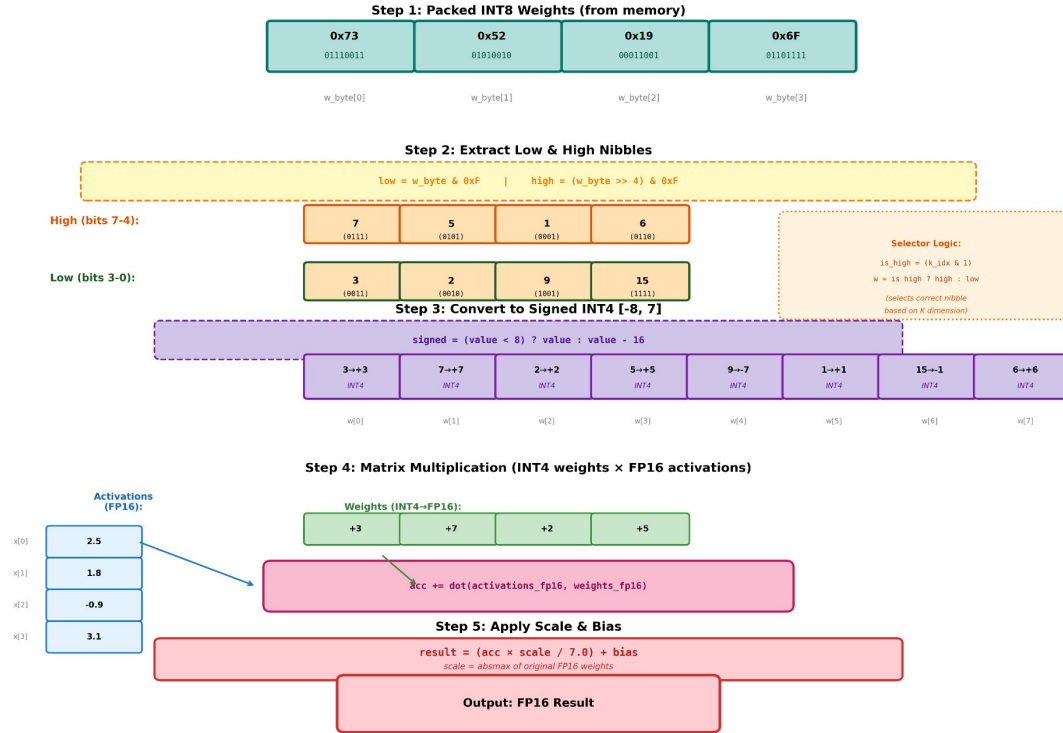 Step 1: Packed INT8 Weights (from memory)
0x73 0x52 0x19 0x6F
01110011 01010010 00011001 01101111
w_byte[0] w_byte[1] w_byte[2] w_byte[3]
Step 2: Extract Low & High Nibbles
low = w_byte & 0xF | high = (w_byte >> 4) & 0xF
High (bits 7-4):
7 5 1 6
(0111) (0101) (0001) (0110)
Selector Logic:
is_high = (k_idx & 1)
w = is_high ? high : low
(selects correct nibble
based on K dimension)
Low (bits 3-0):
3 2 9 15
(0011) (0010) (1001) (1111)
Step 3: Convert to Signed INT4 [-8, 7]
signed = (value < 8) ? value : value - 16
3→+3 7→+7 2→+2 5→+5 9→-7 1→+1 15→-1 6→+6
INT4 INT4 INT4 INT4 INT4 INT4 INT4 INT4
w[0] w[1] w[2] w[3] w[4] w[5] w[6] w[7]
Step 4: Matrix Multiplication (INT4 weights × FP16 activations)
Activations
(FP16):
Weights (INT4→FP16):
+3 +7 +2 +5
x[0] 2.5
x[1] 1.8
x[2] -0.9
x[3] 3.1
acc += dot(activations_fp16, weights_fp16)
Step 5: Apply Scale & Bias
result = (acc × scale / 7.0) + bias
scale = absmax of original FP16 weights
Output: FP16 Result